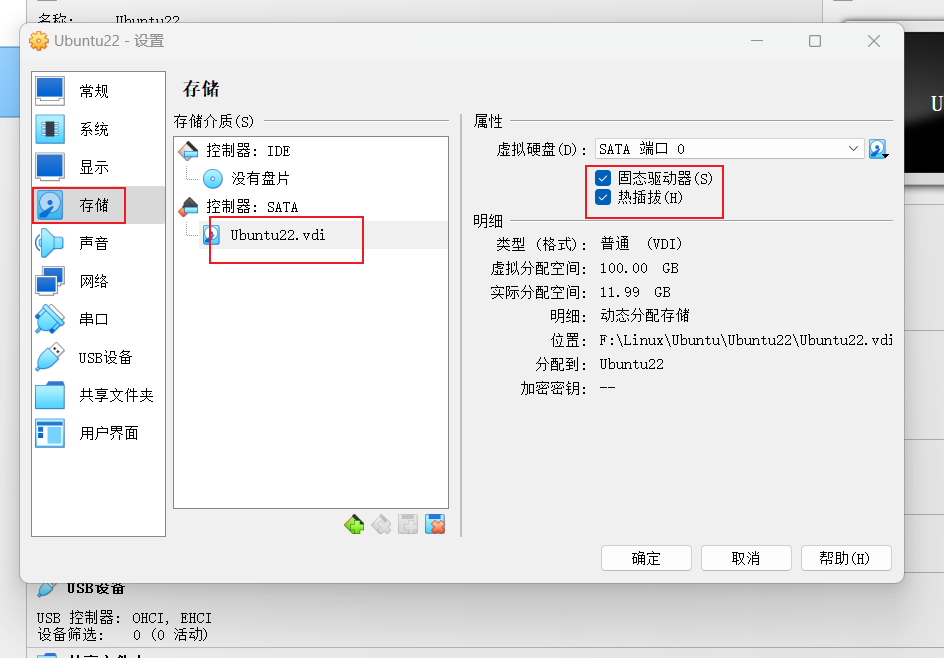 名称: Ubuntu22
Ubuntu22 - 设置
常规
系统
显示
存储
声音
网络
串口
USB设备
共享文件夹
用户界面
存储
存储介质(S)
控制器: IDE
没有盘片
控制器: SATA
Ubuntu22.vdi
属性
虚拟硬盘(D): SATA 端口 0
固态驱动器(S)
热插拔(H)
明细
类型 (格式): 普通 (VDI)
虚拟分配空间: 100.00 GB
实际分配空间: 11.99 GB
明细: 动态分配存储
位置: F:\Linux\Ubuntu\Ubuntu22\Ubuntu22.vdi
分配到: Ubuntu22
加密密钥: --
确定
取消
帮助(H)
U
USB设备
USB 控制器: OHCI, EHCI
设备筛选: 0 (0 活动)